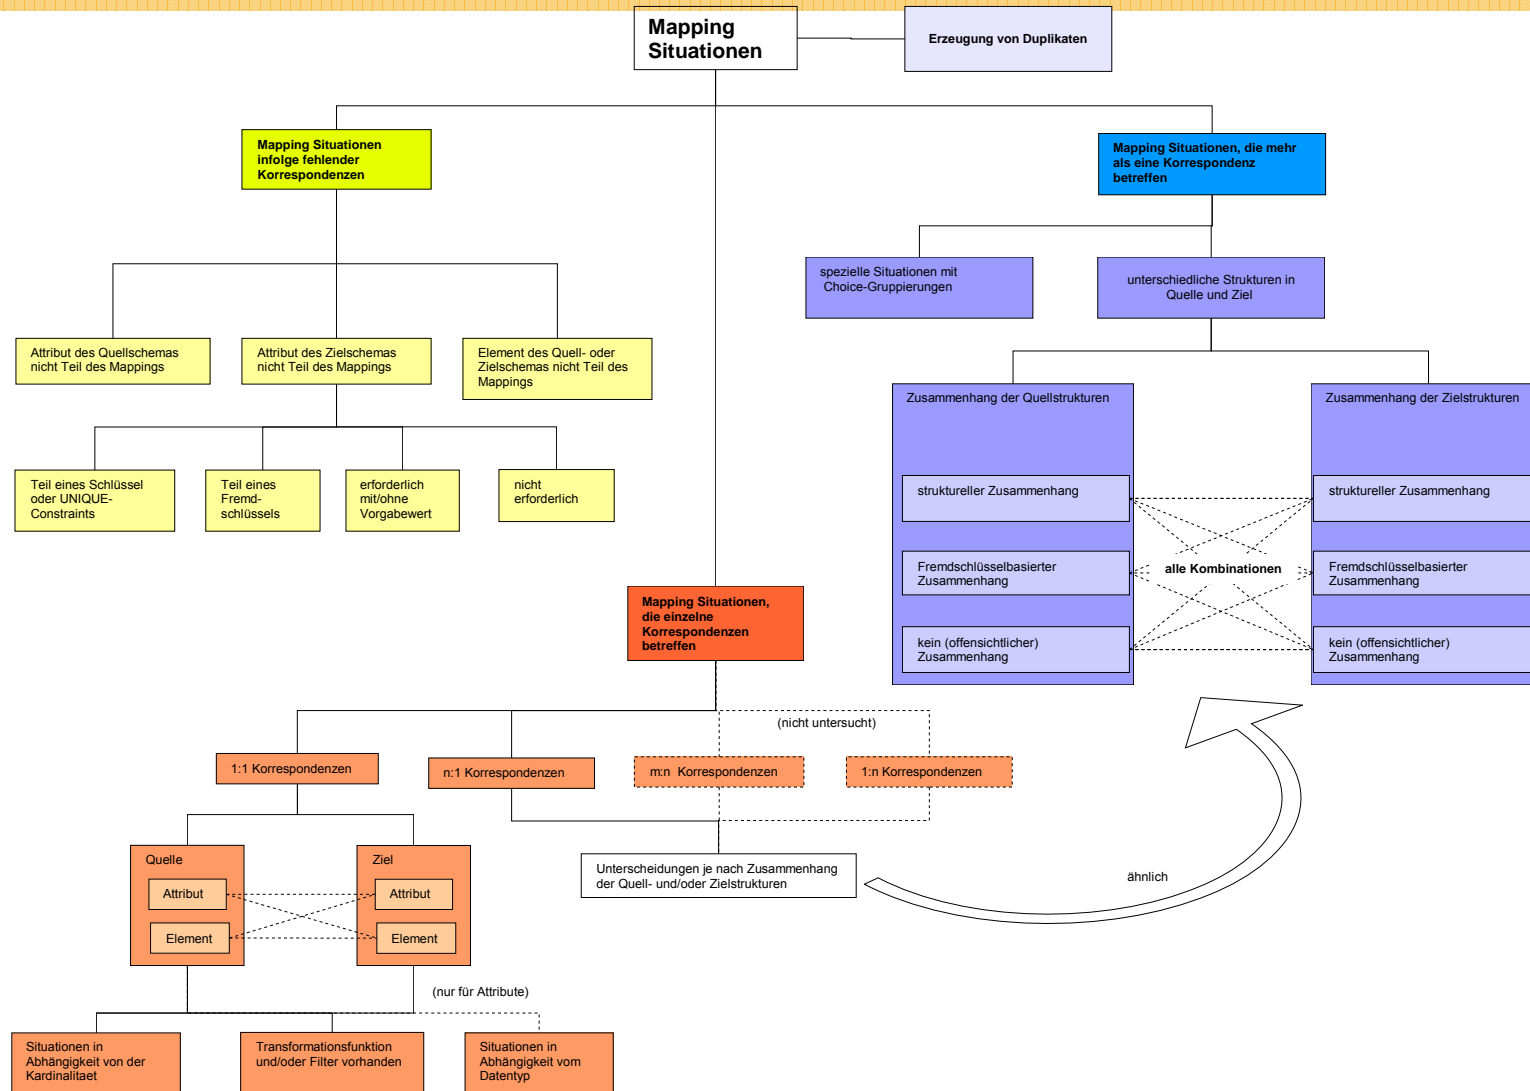 Mapping
Situationen
Erzeugung von Duplikaten
Mapping Situationen
infolge fehlender
Korrespondenzen
Mapping Situationen, die mehr
als eine Korrespondenz
betreffen
spezielle Situationen mit
Choice-Gruppierungen
unterschiedliche Strukturen in
Quelle und Ziel
Attribut des Quellschemas
nicht Teil des Mappings
Attribut des Zielschemas
nicht Teil des Mappings
Element des Quell- oder
Zielschemas nicht Teil des
Mappings
Teil eines Schlüssel
oder UNIQUE-
Constraints
Teil eines
Fremd-
schlüssels
erforderlich
mit/ohne
Vorgabewert
nicht
erforderlich
Zusammenhang der Quellstrukturen
struktureller Zusammenhang
Fremdschlüsselbasierter
Zusammenhang
kein (offensichtlicher)
Zusammenhang
alle Kombinationen
Zusammenhang der Zielstrukturen
struktureller Zusammenhang
Fremdschlüsselbasierter
Zusammenhang
kein (offensichtlicher)
Zusammenhang
Mapping Situationen,
die einzelne
Korrespondenzen
betreffen
(nicht untersucht)
1:1 Korrespondenzen
n:1 Korrespondenzen
m:n Korrespondenzen
1:n Korrespondenzen
Unterscheidungen je nach Zusammenhang
der Quell- und/oder Zielstrukturen
ähnlich
Quelle
Attribut
Element
Ziel
Attribut
Element
(nur für Attribute)
Situationen in
Abhängigkeit von der
Kardinalitaet
Transformationsfunktion
und/oder Filter vorhanden
Situationen in
Abhängigkeit vom
Datentyp